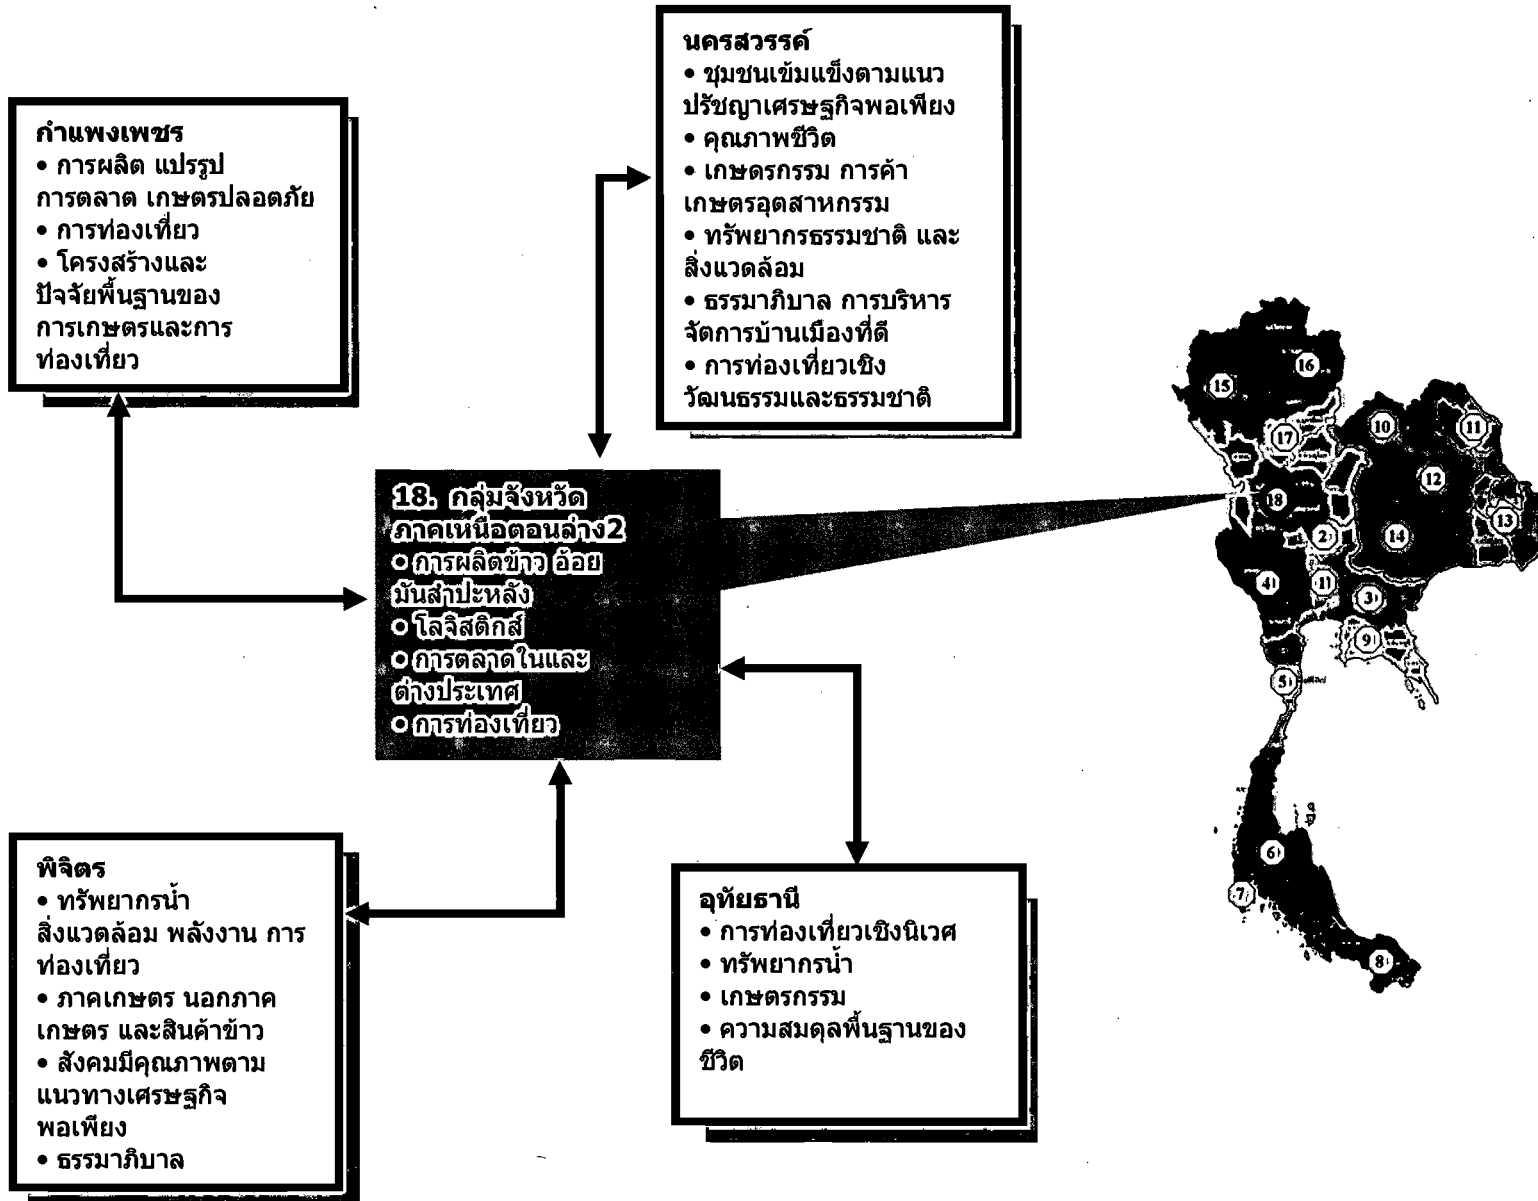 นครสวรรค์
• ชุมชนเข้มแข็งตามแนว
ปรัชญาเศรษฐกิจพอเพียง
• คุณภาพชีวิต
• เกษตรกรรม การค้า
เกษตรอุตสาหกรรม
• ทรัพยากรธรรมชาติ และ
สิ่งแวดล้อม
• ธรรมาภิบาล การบริหาร
จัดการบ้านเมืองที่ดี
• การท่องเที่ยวเชิง
วัฒนธรรมและธรรมชาติ
กำแพงเพชร
• การผลิต แปรรูป
การตลาด เกษตรปลอดภัย
• การท่องเที่ยว
• โครงสร้างและ
ปัจจัยพื้นฐานของ
การเกษตรและการ
ท่องเที่ยว
18. กลุ่มจังหวัด
ภาคเหนือตอนล่าง2
• การผลิตข้าว อ้อย
มันสำปะหลัง
• โลจิสติกส์
• การตลาดในและ
ต่างประเทศ
• การท่องเที่ยว
พิจิตร
• ทรัพยากรน้ำ
สิ่งแวดล้อม พลังงาน การ
ท่องเที่ยว
• ภาคเกษตร นอกภาค
เกษตร และสินค้าข้าว
• สังคมมีคุณภาพตาม
แนวทางเศรษฐกิจ
พอเพียง
• ธรรมาภิบาล
อุทัยธานี
• การท่องเที่ยวเชิงนิเวศ
• ทรัพยากรน้ำ
• เกษตรกรรม
• ความสมดุลพื้นฐานของ
ชีวิต
16
15
10
11
17
12
18
13
2
14
4
1
3
9
5
6
7
8